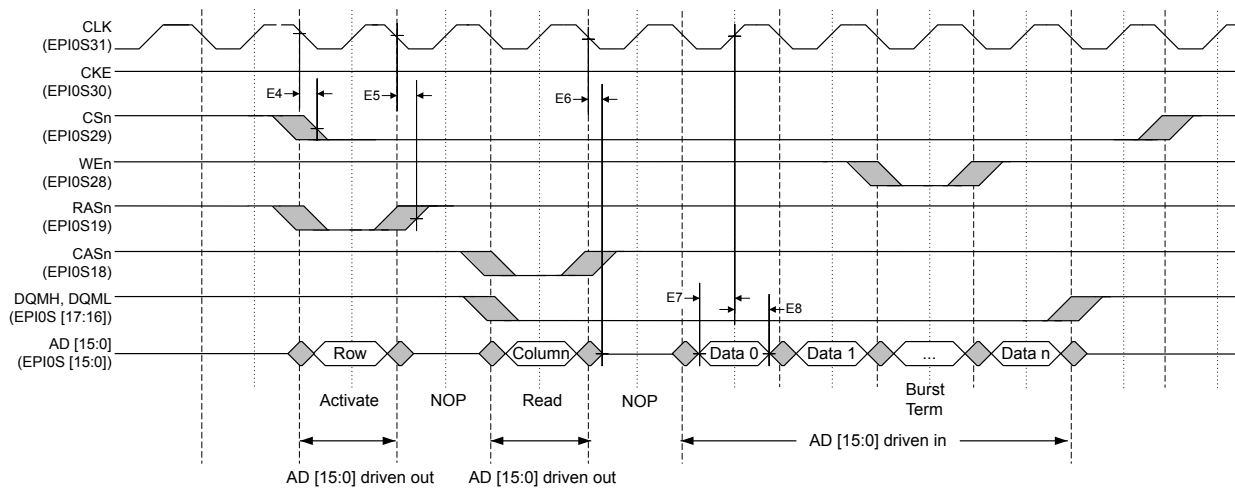 CLK
(EPI0S31)
CKE
(EPI0S30)
E4
E5
E6
CSn
(EPI0S29)
WEn
(EPI0S28)
RASn
(EPI0S19)
CASn
(EPI0S18)
DQMH, DQML
(EPI0S [17:16])
E7
E8
AD [15:0]
(EPI0S [15:0])
Row
Column
Data 0
Data 1
...
Data n
Activate
NOP
Read
NOP
Burst
Term
AD [15:0] driven in
AD [15:0] driven out
AD [15:0] driven out